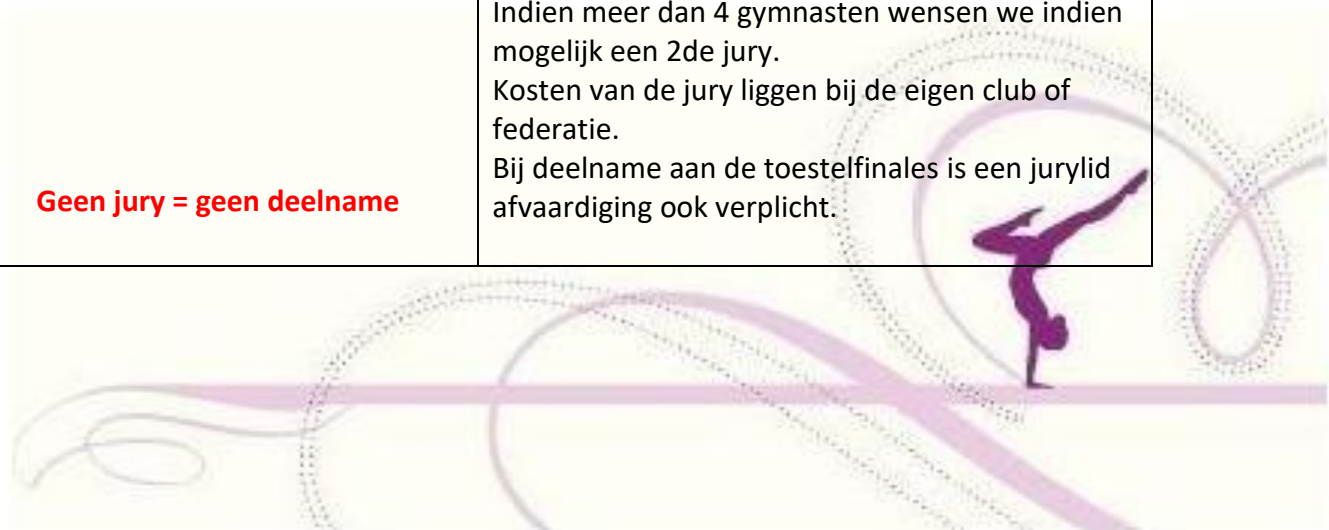 Indien meer dan 4 gymnasten wensen we indien
mogelijk een 2de jury.
Kosten van de jury liggen bij de eigen club of
federatie.
Bij deelname aan de toestelfinales is een jurylid
afvaardiging ook verplicht.
Geen jury = geen deelname